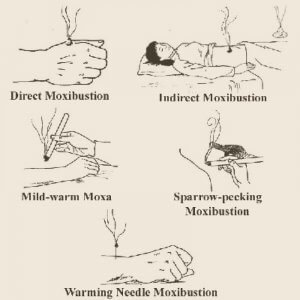 Direct Moxibustion
Indirect Moxibustion
Mild-warm Moxa
Sparrow-pecking
Moxibustion
Warming Needle Moxibustion